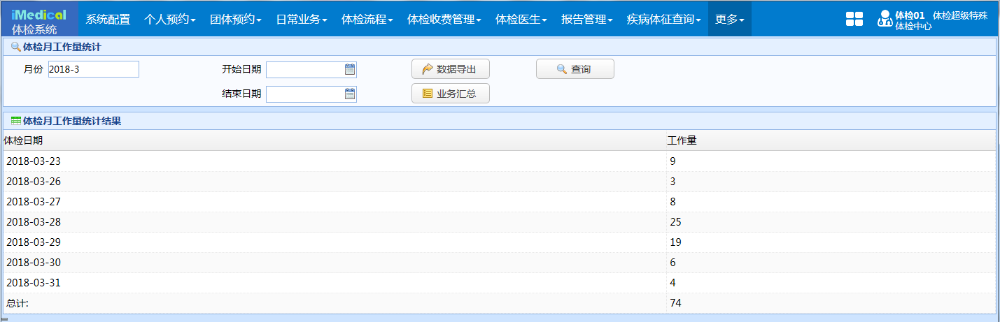 iMedical
体检系统
系统配置 个人预约 团体预约 日常业务 体检流程 体检收费管理 体检医生 报告管理 疾病体征查询 更多
体检01 体检超级特殊
体检中心
体检月工作量统计
月份 2018-3 开始日期 数据导出 查询
结束日期 业务汇总
体检月工作量统计结果
体检日期 工作量
2018-03-23 9
2018-03-26 3
2018-03-27 8
2018-03-28 25
2018-03-29 19
2018-03-30 6
2018-03-31 4
总计: 74